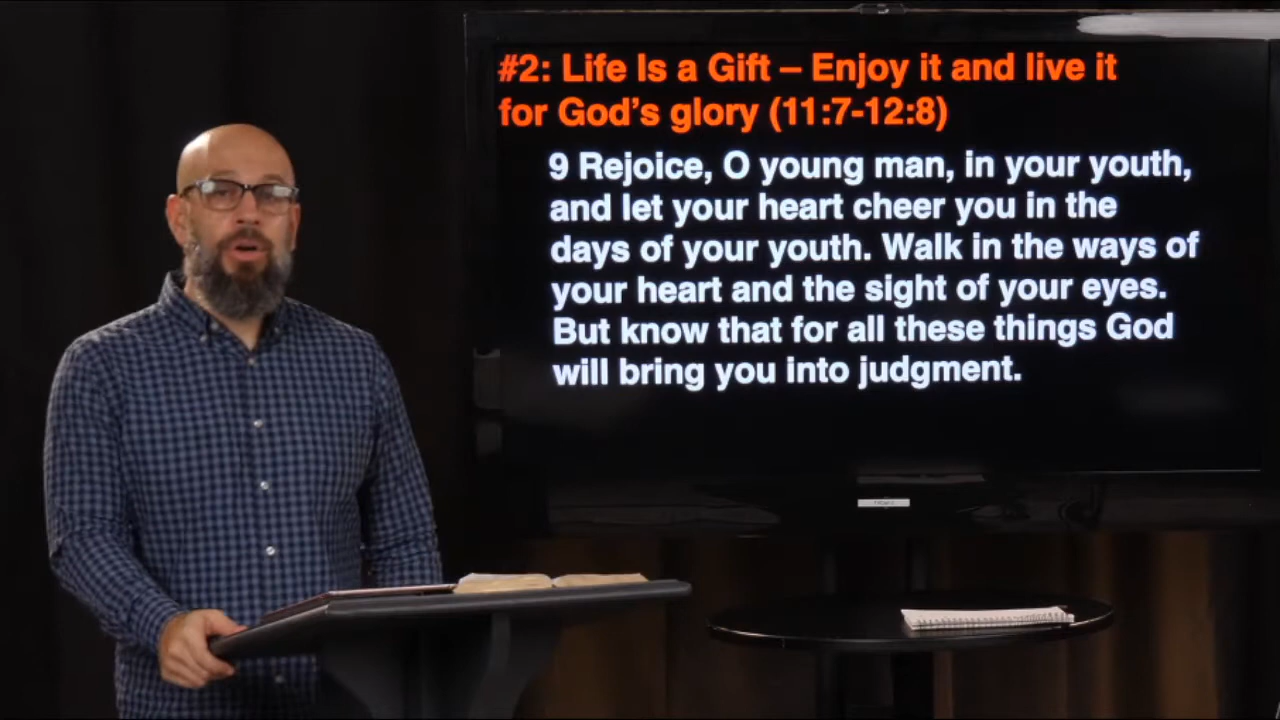 #2: Life Is a Gift – Enjoy it and live it
for God's glory (11:7-12:8)
9 Rejoice, O young man, in your youth,
and let your heart cheer you in the
days of your youth. Walk in the ways of
your heart and the sight of your eyes.
But know that for all these things God
will bring you into judgment.